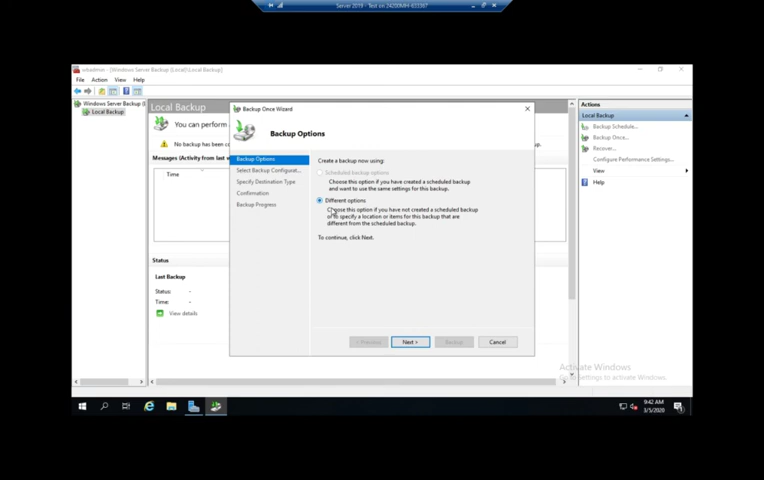 Server 2019 - Test on 24200MH-633397
wbadmin - [Windows Server Backup (Local)\Local Backup]
File Action View Help
Windows Server Backup (
Local Backup
Local Backup
You can perform
No backup has been c
up.
Messages (Activity from last w
Time
Status
Last Backup
Status: -
Time: -
View details
Backup Once Wizard
Backup Options
Backup Options
Select Backup Configurat...
Specify Destination Type
Confirmation
Backup Progress
Create a backup now using:
Scheduled backup options
Choose this option if you have created a scheduled backup
and want to use the same settings for this backup.
Different options
Choose this option if you have not created a scheduled backup
or to specify a location or items for this backup that are
different from the scheduled backup.
To continue, click Next.
< Previous
Next >
Backup
Cancel
Actions
Local Backup
Backup Schedule...
Backup Once...
Recover...
Configure Performance Settings...
View
Help
Activate Windows
Go to Settings to activate Windows.
9:42 AM
3/5/2020